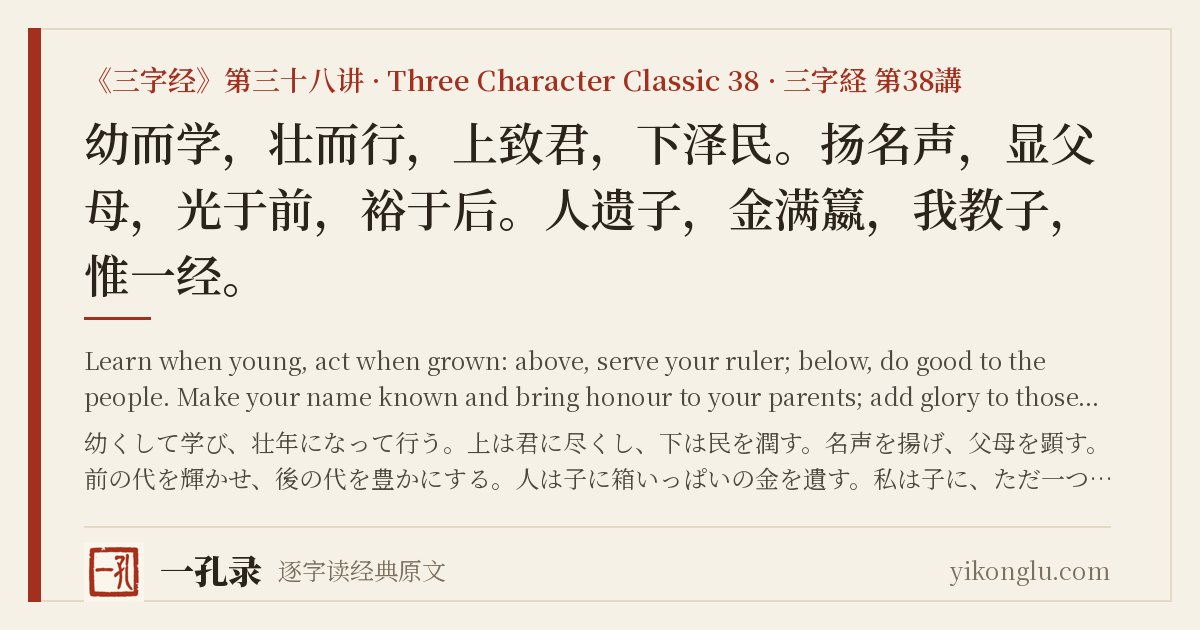 《三字经》第三十八讲 · Three Character Classic 38 · 三字経 第38講
幼而学，壮而行，上致君，下泽民。扬名声，显父
母，光于前，裕于后。人遗子，金满籝，我教子，
惟一经。
Learn when young, act when grown: above, serve your ruler; below, do good to the
people. Make your name known and bring honour to your parents; add glory to those...
幼くして学び、壮年になって行う。上は君に尽くし、下は民を潤す。名声を揚げ、父母を顕す。
前の代を輝かせ、後の代を豊かにする。人は子に箱いっぱいの金を遺す。私は子に、ただ一つ…
一孔
一孔录 逐字读经典原文 yikonglu.com